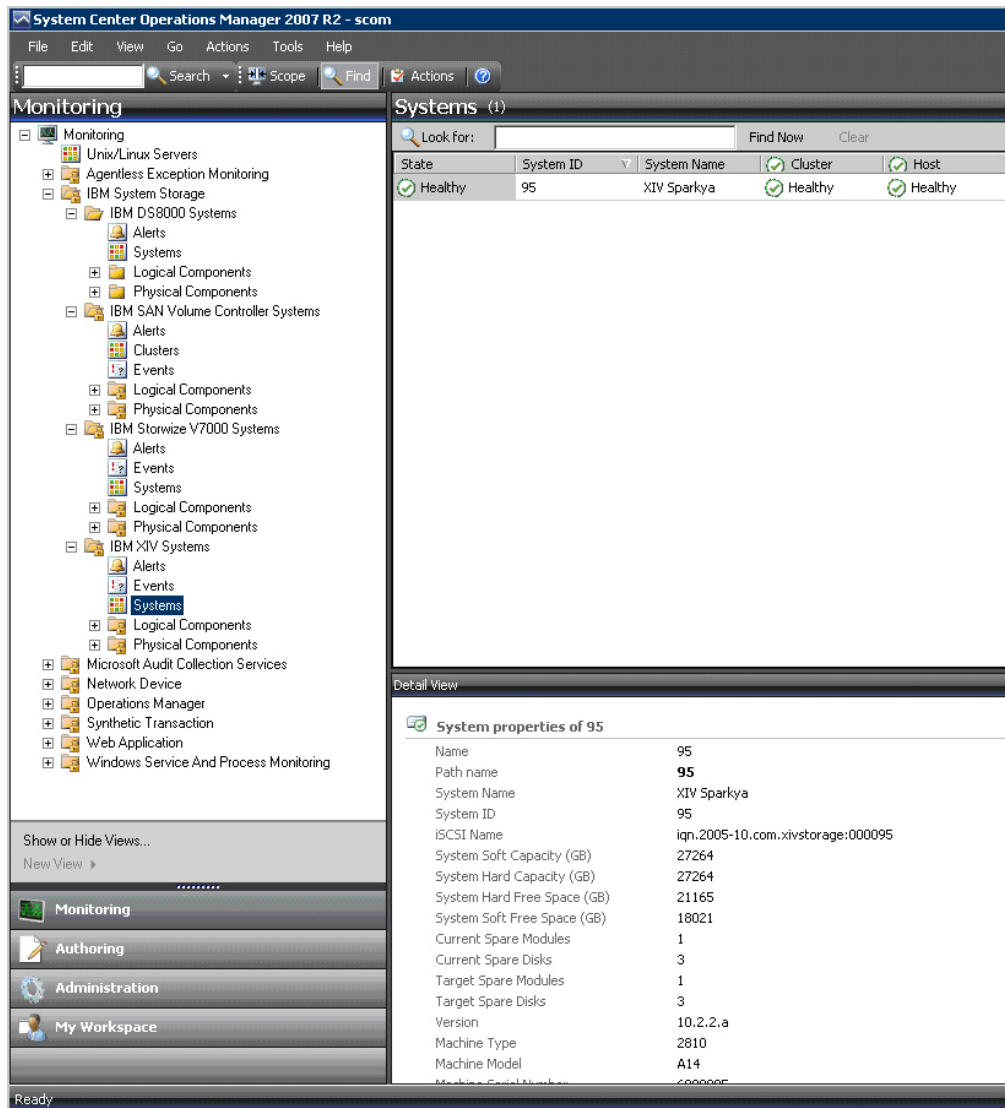 System Center Operations Manager 2007 R2 - scom
File Edit View Go Actions Tools Help
Search Scope Find Actions
Monitoring
Monitoring
Unix/Linux Servers
Agentless Exception Monitoring
IBM System Storage
IBM DS8000 Systems
Alerts
Systems
Logical Components
Physical Components
IBM SAN Volume Controller Systems
Alerts
Clusters
Events
Logical Components
Physical Components
IBM Storwize V7000 Systems
Alerts
Events
Systems
Logical Components
Physical Components
IBM XIV Systems
Alerts
Events
Systems
Logical Components
Physical Components
Microsoft Audit Collection Services
Network Device
Operations Manager
Synthetic Transaction
Web Application
Windows Service And Process Monitoring
Show or Hide Views...
New View
Monitoring
Authoring
Administration
My Workspace
Systems (1)
Look for: Find Now Clear
State System ID System Name Cluster Host
Healthy 95 XIV Sparkya Healthy Healthy
Detail View
System properties of 95
Name 95
Path name 95
System Name XIV Sparkya
System ID 95
iSCSI Name iqn.2005-10.com.xivstorage:000095
System Soft Capacity (GB) 27264
System Hard Capacity (GB) 27264
System Hard Free Space (GB) 21165
System Soft Free Space (GB) 18021
Current Spare Modules 1
Current Spare Disks 3
Target Spare Modules 1
Target Spare Disks 3
Version 10.2.2.a
Machine Type 2810
Machine Model A14
Machine Serial Number
Ready